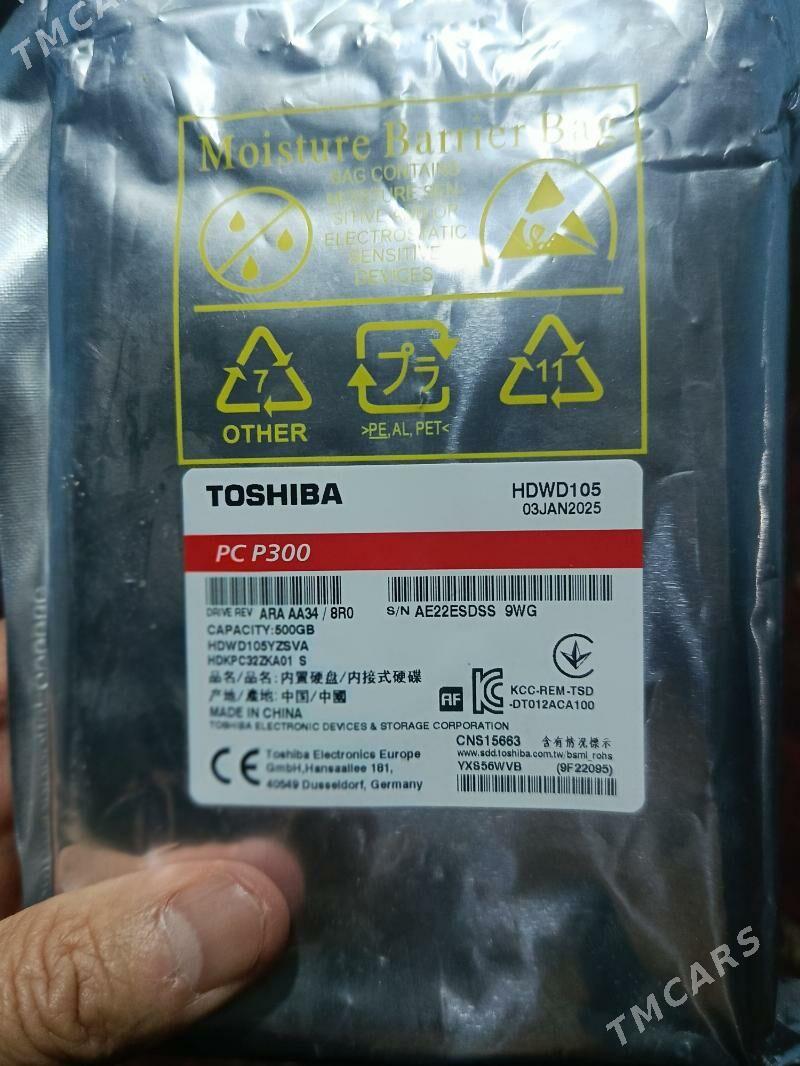 TMCARS
Moisture Barrier Bag
BAG CONTAINS
MOISTURE SEN-
SITIVE AND/OR
ELECTROSTATIC
SENSITIVE
DEVICES
7
プラ
11
OTHER
>PE, AL, PET<
TOSHIBA
HDWD105
03JAN2025
PC P300
DRIVE REV ARA AA34 / 8R0
S/N AE22ESDSS 9WG
CAPACITY:500GB
HDWD105YZSVA
HDKPC32ZKA01 S
品名/品名: 内置硬盘/内接式硬碟
产地/產地: 中国/中國
MADE IN CHINA
AF
KCC-REM-TSD
-DT012ACA100
TOSHIBA ELECTRONIC DEVICES & STORAGE CORPORATION
CE
Toshiba Electronics Europe
GmbH,Hansaallee 181,
40549 Dusseldorf, Germany
CNS15663 含有情况標示
www.sdd.toshiba.com.tw/bsmi_rohs
YXS56WVB (9F22095)
TMCARS